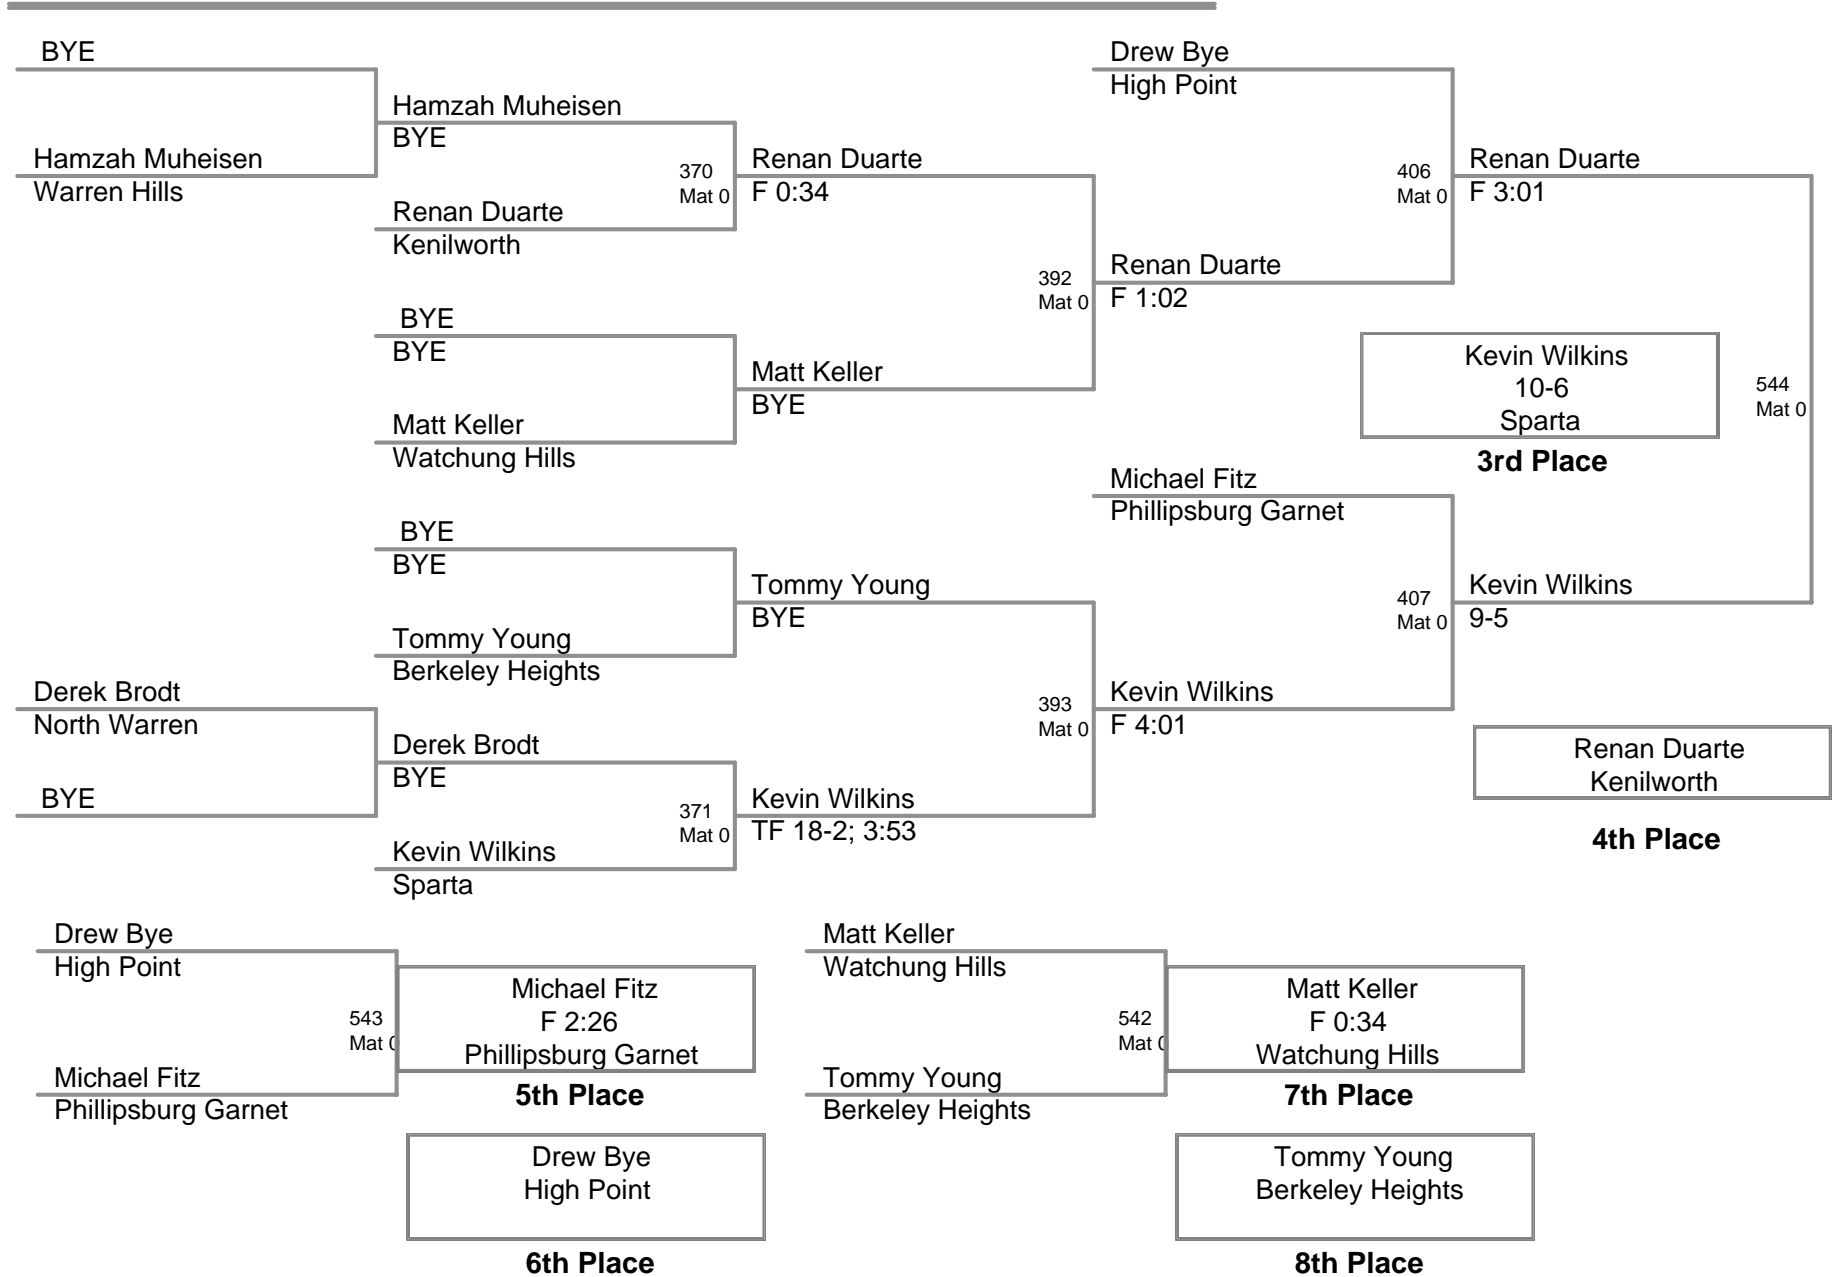 BYE
Hamzah Muheisen
Warren Hills
Hamzah Muheisen
BYE
370
Mat 0
Renan Duarte
Kenilworth
Renan Duarte
F 0:34
BYE
BYE
Matt Keller
Watchung Hills
Matt Keller
BYE
392
Mat 0
Drew Bye
High Point
Renan Duarte
F 1:02
406
Mat 0
Renan Duarte
F 3:01
Kevin Wilkins
10-6
Sparta
3rd Place
544
Mat 0
BYE
BYE
Tommy Young
Berkeley Heights
Tommy Young
BYE
Derek Brodt
North Warren
BYE
Derek Brodt
BYE
371
Mat 0
Kevin Wilkins
Sparta
Kevin Wilkins
TF 18-2; 3:53
393
Mat 0
Michael Fitz
Phillipsburg Garnet
Kevin Wilkins
F 4:01
407
Mat 0
Kevin Wilkins
9-5
Renan Duarte
Kenilworth
4th Place
Drew Bye
High Point
543
Mat 0
Michael Fitz
Phillipsburg Garnet
Michael Fitz
F 2:26
Phillipsburg Garnet
5th Place
Drew Bye
High Point
6th Place
Matt Keller
Watchung Hills
542
Mat 0
Tommy Young
Berkeley Heights
Matt Keller
F 0:34
Watchung Hills
7th Place
Tommy Young
Berkeley Heights
8th Place